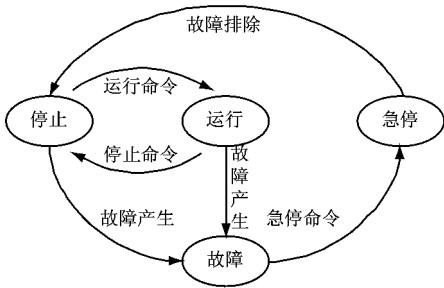 故障排除
运行命令
停止
运行
急停
停止命令
故障产生
故障产生
急停命令
故障